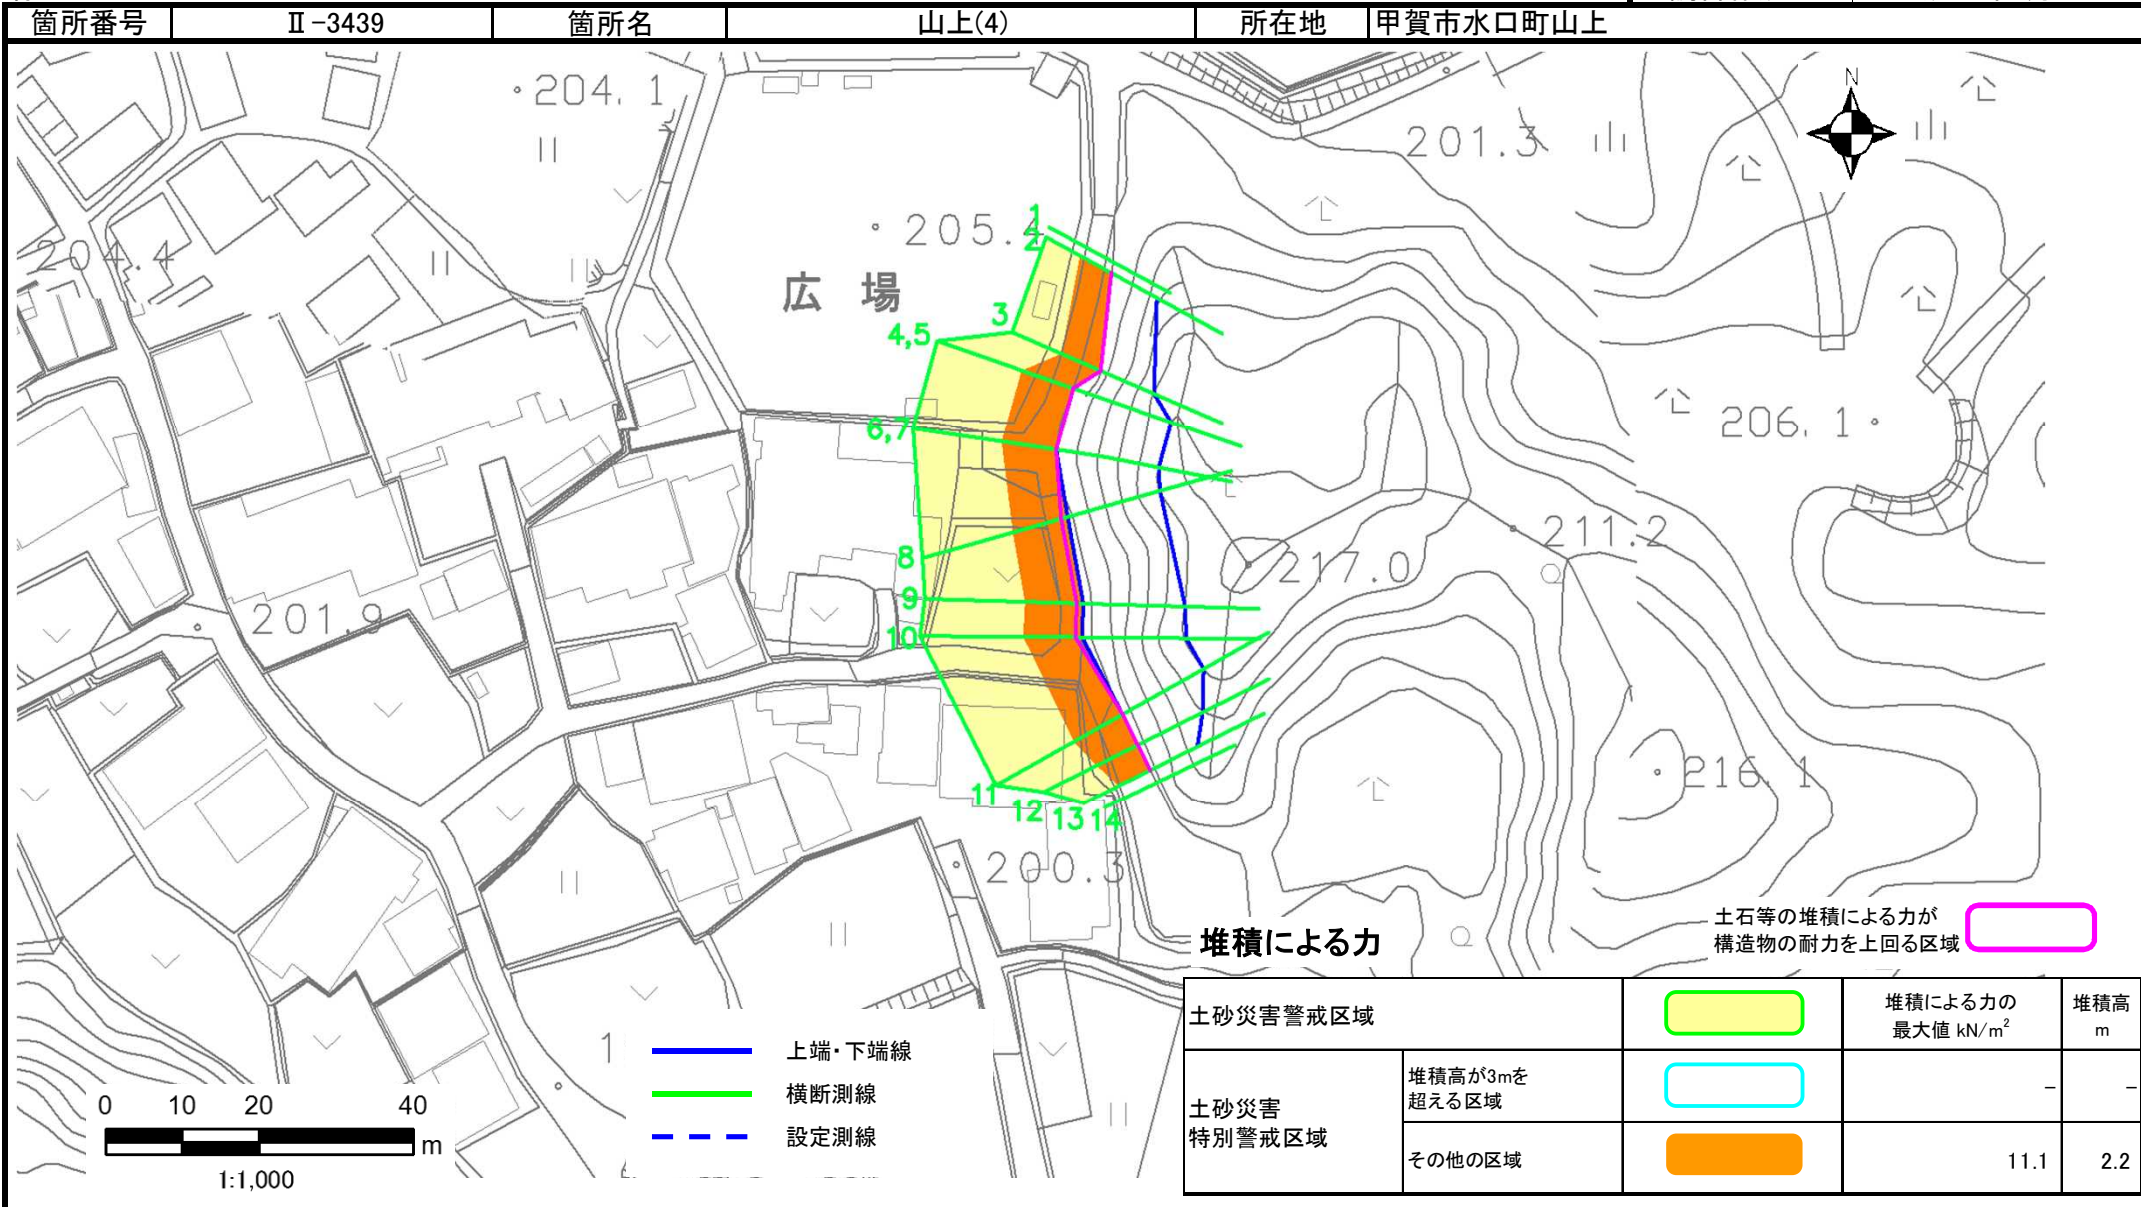 箇所番号 Ⅱ-3439 箇所名 山上(4) 所在地 甲賀市水口町山上
N
204.1
201.3
204.4
205.4
広場
1
2
3
4,5
6,7
8
9
10
11
12
13
14
206.1
211.2
217.0
201.9
216.1
200.3
堆積による力
土石等の堆積による力が
構造物の耐力を上回る区域
土砂災害警戒区域
堆積による力の
最大値 kN/m²
堆積高
m
土砂災害
特別警戒区域
堆積高が3mを
超える区域
－ －
その他の区域 11.1 2.2
上端・下端線
横断測線
設定測線
0 10 20 40
m
1:1,000